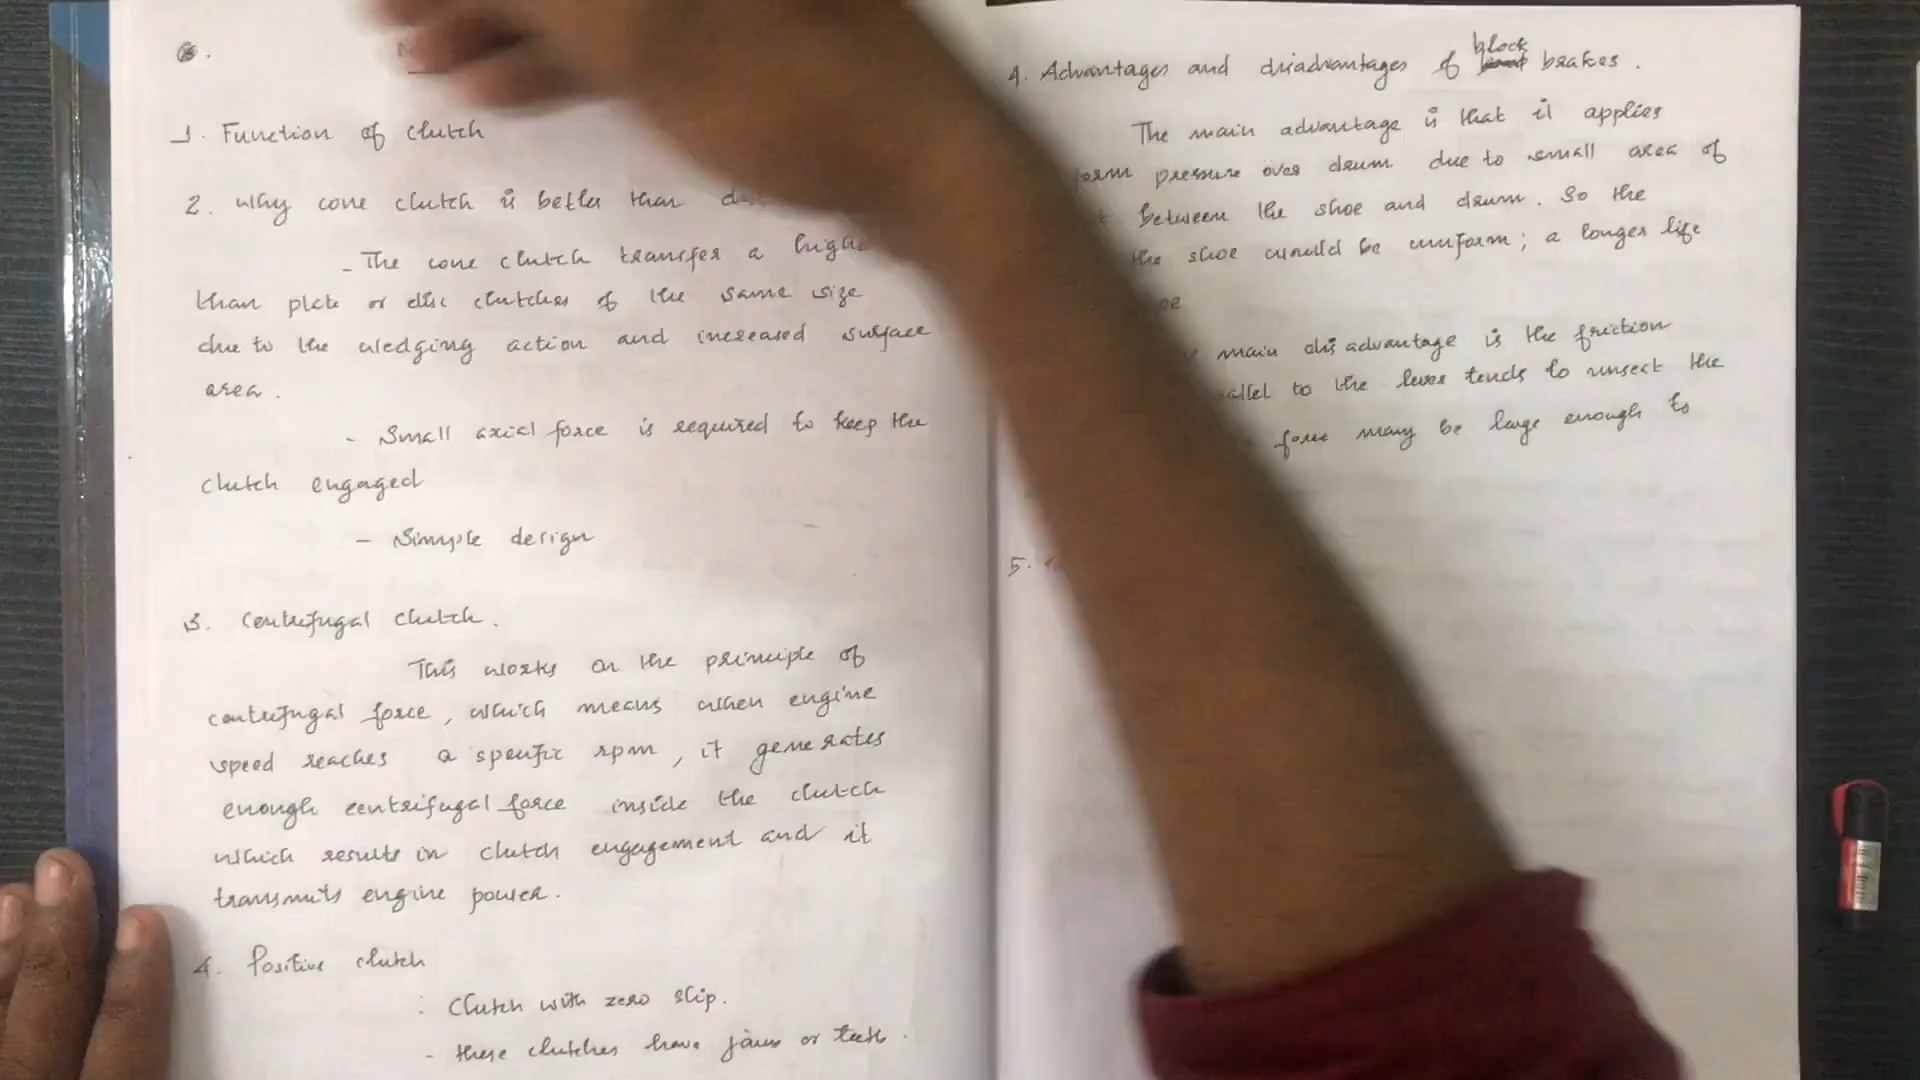 1. Function of clutch
2. Why cone clutch is better than
- The cone clutch transfer a
than plate or disc clutches of the same size
due to the wedging action and increased surface
area.
- Small axial force is required to keep the
clutch engaged
- Simple design
3. Centrifugal clutch.
This works on the principle of
centrifugal force, which means when engine
speed reaches a specific rpm, it generates
enough centrifugal force inside the clutch
which results in clutch engagement and it
transmits engine power.
4. Positive clutch
: Clutch with zero slip.
- these clutches have jaws or teeth.
4. Advantages and disadvantages of block brakes.
The main advantage is that it applies
pressure over drum due to small area of
between the shoe and drum. So the
the shoe would be uniform; a longer life
main disadvantage is the friction
to the lever tends to unseat the
force may be large enough to
5.